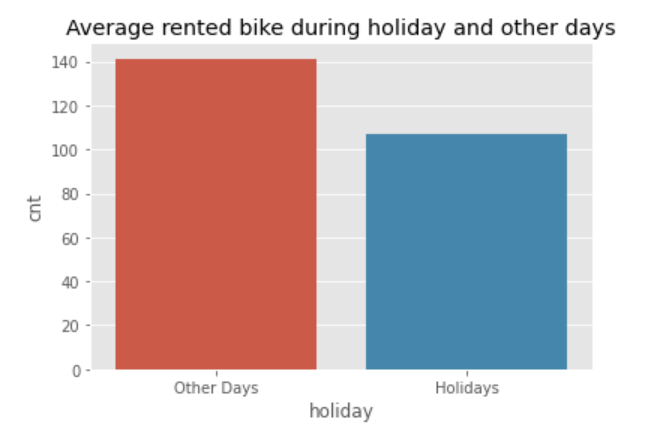 Average rented bike during holiday and other days
140
120
100
80
60
40
20
0
cnt
Other Days Holidays
holiday